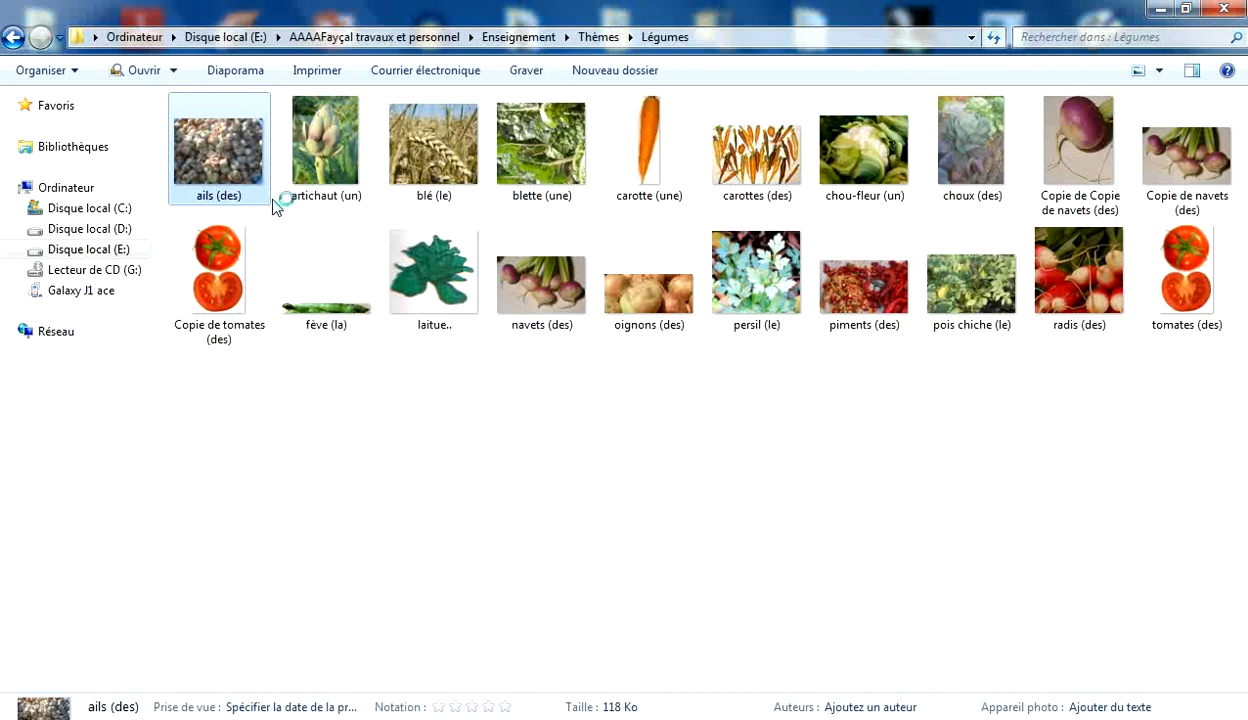 Ordinateur Disque local (E:) AAAAFayçal travaux et personnel Enseignement Thèmes Légumes Rechercher dans : Légumes
Organiser Ouvrir Diaporama Imprimer Courrier électronique Graver Nouveau dossier
Favoris
Bibliothèques
Ordinateur
Disque local (C:)
Disque local (D:)
Disque local (E:)
Lecteur de CD (G:)
Galaxy J1 ace
Réseau
ails (des) artichaut (un) blé (le) blette (une) carotte (une) carottes (des) chou-fleur (un) choux (des) Copie de Copie Copie de navets
de navets (des) (des)
Copie de tomates fève (la) laitue.. navets (des) oignons (des) persil (le) piments (des) pois chiche (le) radis (des) tomates (des)
(des)
ails (des) Prise de vue : Spécifier la date de la pr... Notation : Taille : 118 Ko Auteurs : Ajoutez un auteur Appareil photo : Ajouter du texte